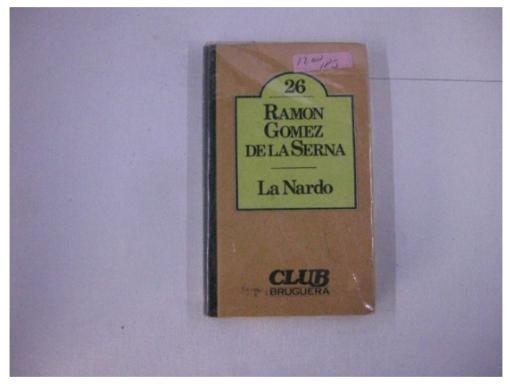 26
RAMON
GOMEZ
DE LA SERNA
La Nardo
CLUB
BRUGUERA